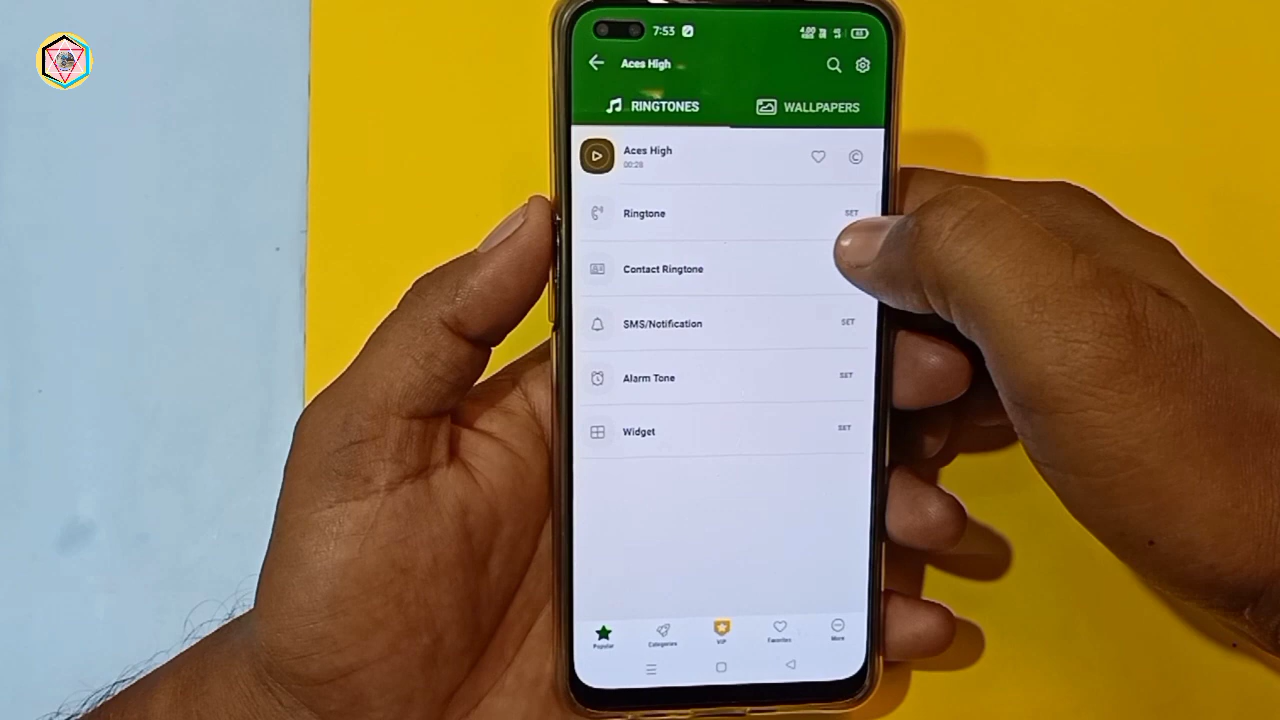 7:53
Aces High
RINGTONES
WALLPAPERS
Aces High
00:28
Ringtone
SET
Contact Ringtone
SMS/Notification
SET
Alarm Tone
SET
Widget
SET
Popular
Categories
VIP
Favorites
More